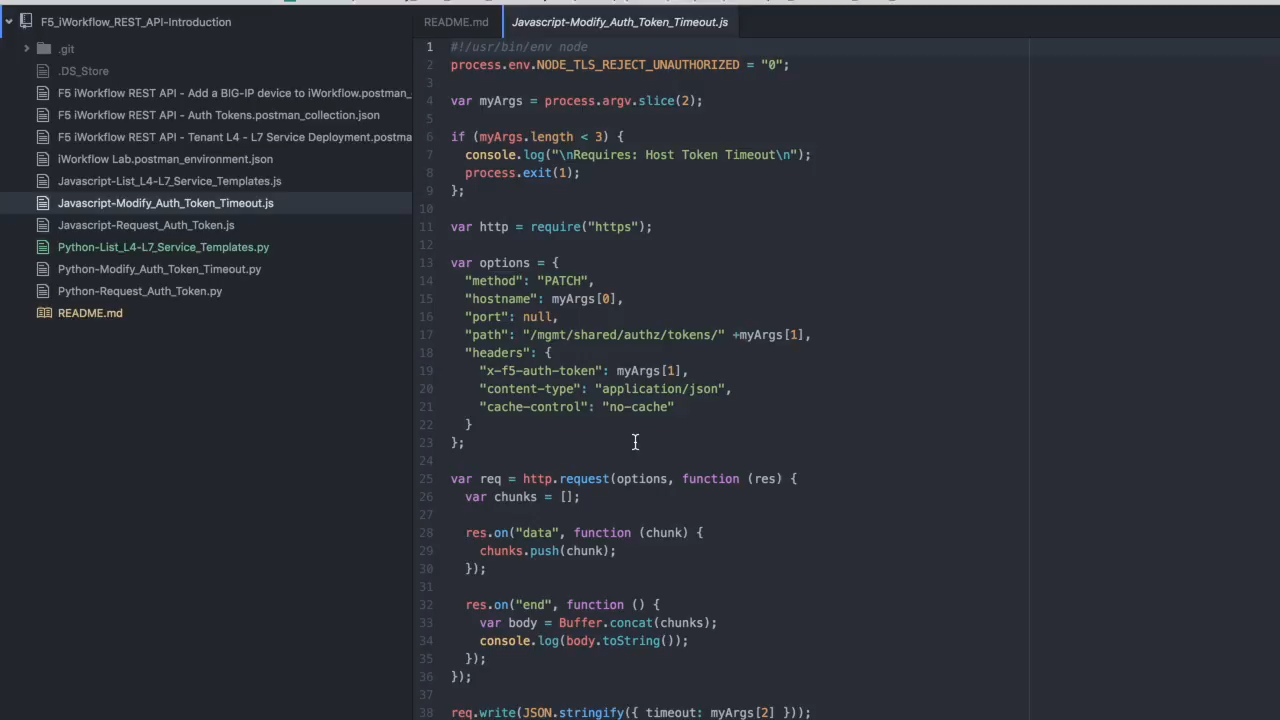 F5_iWorkflow_REST_API-Introduction
.git
.DS_Store
F5 iWorkflow REST API - Add a BIG-IP device to iWorkflow.postman_
F5 iWorkflow REST API - Auth Tokens.postman_collection.json
F5 iWorkflow REST API - Tenant L4 - L7 Service Deployment.postma
iWorkflow Lab.postman_environment.json
Javascript-List_L4-L7_Service_Templates.js
Javascript-Modify_Auth_Token_Timeout.js
Javascript-Request_Auth_Token.js
Python-List_L4-L7_Service_Templates.py
Python-Modify_Auth_Token_Timeout.py
Python-Request_Auth_Token.py
README.md
README.md
Javascript-Modify_Auth_Token_Timeout.js
1 #!/usr/bin/env node
2 process.env.NODE_TLS_REJECT_UNAUTHORIZED = "0";
3
4 var myArgs = process.argv.slice(2);
5
6 if (myArgs.length < 3) {
7   console.log("\nRequires: Host Token Timeout\n");
8   process.exit(1);
9 };
10
11 var http = require("https");
12
13 var options = {
14   "method": "PATCH",
15   "hostname": myArgs[0],
16   "port": null,
17   "path": "/mgmt/shared/authz/tokens/" +myArgs[1],
18   "headers": {
19     "x-f5-auth-token": myArgs[1],
20     "content-type": "application/json",
21     "cache-control": "no-cache"
22   }
23 };
24
25 var req = http.request(options, function (res) {
26   var chunks = [];
27
28   res.on("data", function (chunk) {
29     chunks.push(chunk);
30   });
31
32   res.on("end", function () {
33     var body = Buffer.concat(chunks);
34     console.log(body.toString());
35   });
36 });
37
38 req.write(JSON.stringify({ timeout: myArgs[2] }));